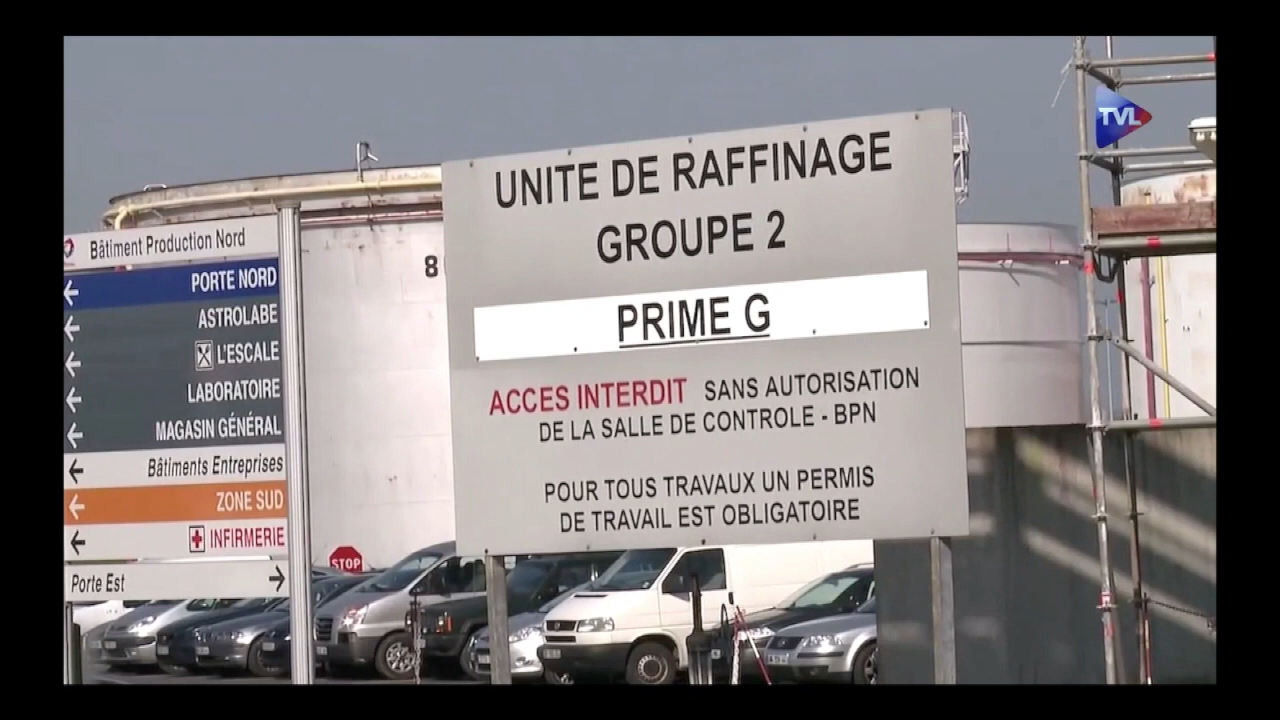 TVL
UNITE DE RAFFINAGE
GROUPE 2
PRIME G
ACCES INTERDIT SANS AUTORISATION
DE LA SALLE DE CONTROLE - BPN
POUR TOUS TRAVAUX UN PERMIS
DE TRAVAIL EST OBLIGATOIRE
Bâtiment Production Nord
PORTE NORD
ASTROLABE
L'ESCALE
LABORATOIRE
MAGASIN GÉNÉRAL
Bâtiments Entreprises
ZONE SUD
INFIRMERIE
Porte Est
8
STOP